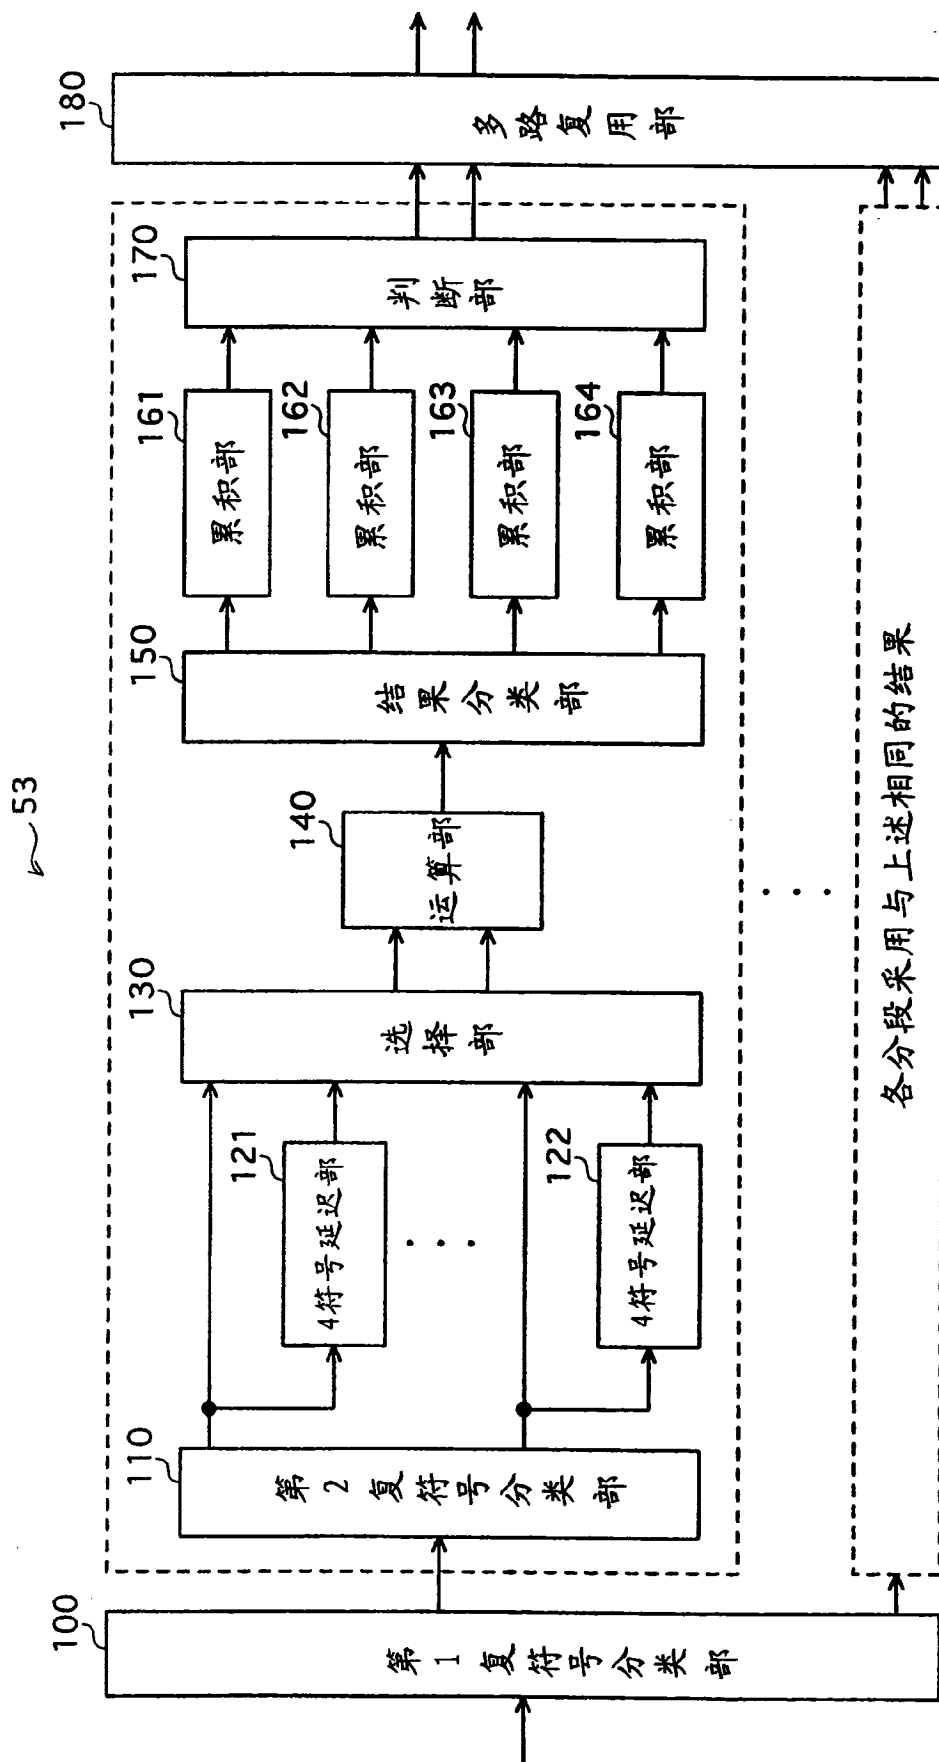 53
100
第1复符号分类部
110
第2复符号分类部
121
4符号延迟部
122
4符号延迟部
130
选择部
140
运算部
150
结果分类部
161
累积部
162
累积部
163
累积部
164
累积部
170
判断部
180
多路复用部
各分段采用与上述相同的结果